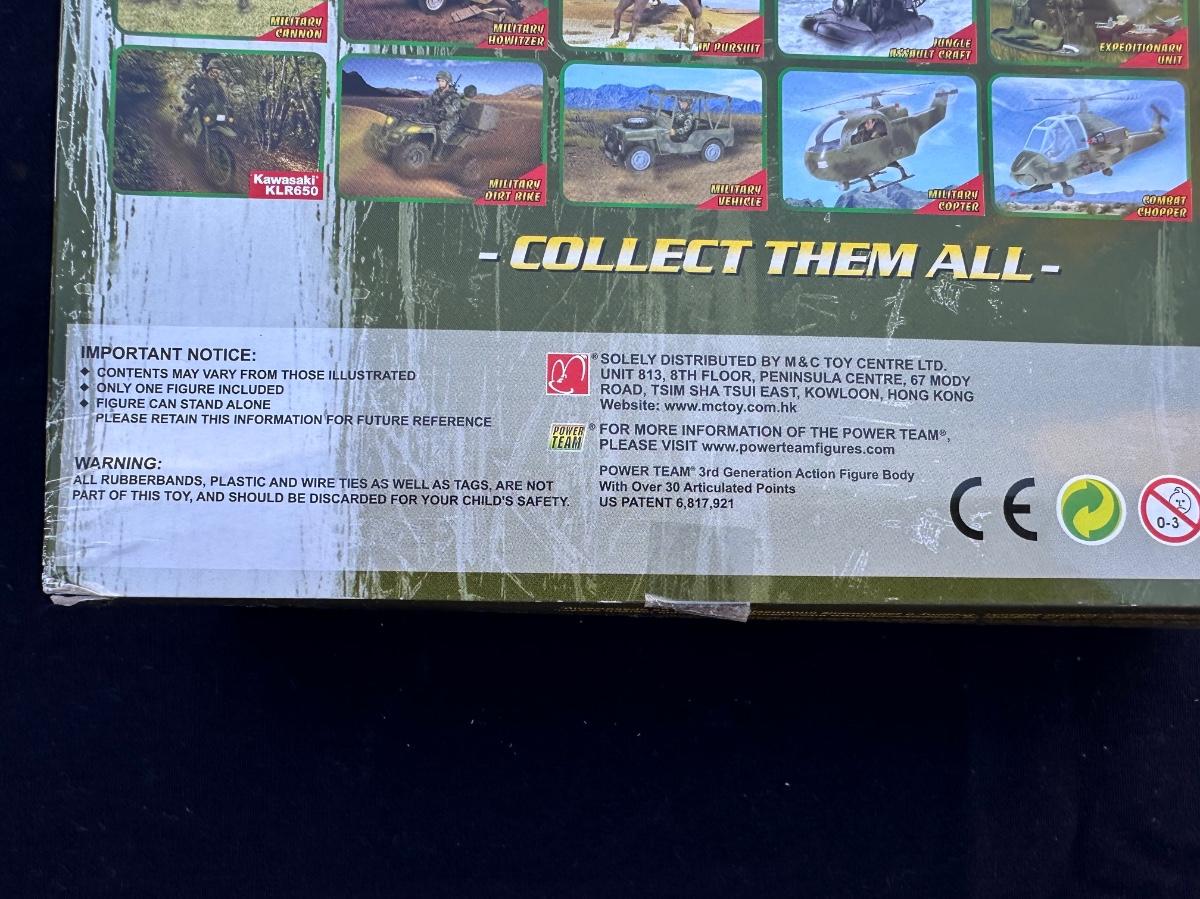 MILITARY
CANNON
MILITARY
HOWITZER
IN PURSUIT
JUNGLE
ASSAULT CRAFT
EXPEDITIONARY
UNIT
Kawasaki
KLR650
MILITARY
DIRT BIKE
MILITARY
VEHICLE
MILITARY
COPTER
COMBAT
CHOPPER
- COLLECT THEM ALL -
IMPORTANT NOTICE:
◆ CONTENTS MAY VARY FROM THOSE ILLUSTRATED
◆ ONLY ONE FIGURE INCLUDED
◆ FIGURE CAN STAND ALONE
PLEASE RETAIN THIS INFORMATION FOR FUTURE REFERENCE
WARNING:
ALL RUBBERBANDS, PLASTIC AND WIRE TIES AS WELL AS TAGS, ARE NOT
PART OF THIS TOY, AND SHOULD BE DISCARDED FOR YOUR CHILD'S SAFETY.
® SOLELY DISTRIBUTED BY M&C TOY CENTRE LTD.
UNIT 813, 8TH FLOOR, PENINSULA CENTRE, 67 MODY
ROAD, TSIM SHA TSUI EAST, KOWLOON, HONG KONG
Website: www.mctoy.com.hk
POWER
TEAM
® FOR MORE INFORMATION OF THE POWER TEAM®,
PLEASE VISIT www.powerteamfigures.com
POWER TEAM® 3rd Generation Action Figure Body
With Over 30 Articulated Points
US PATENT 6,817,921
CE
0-3